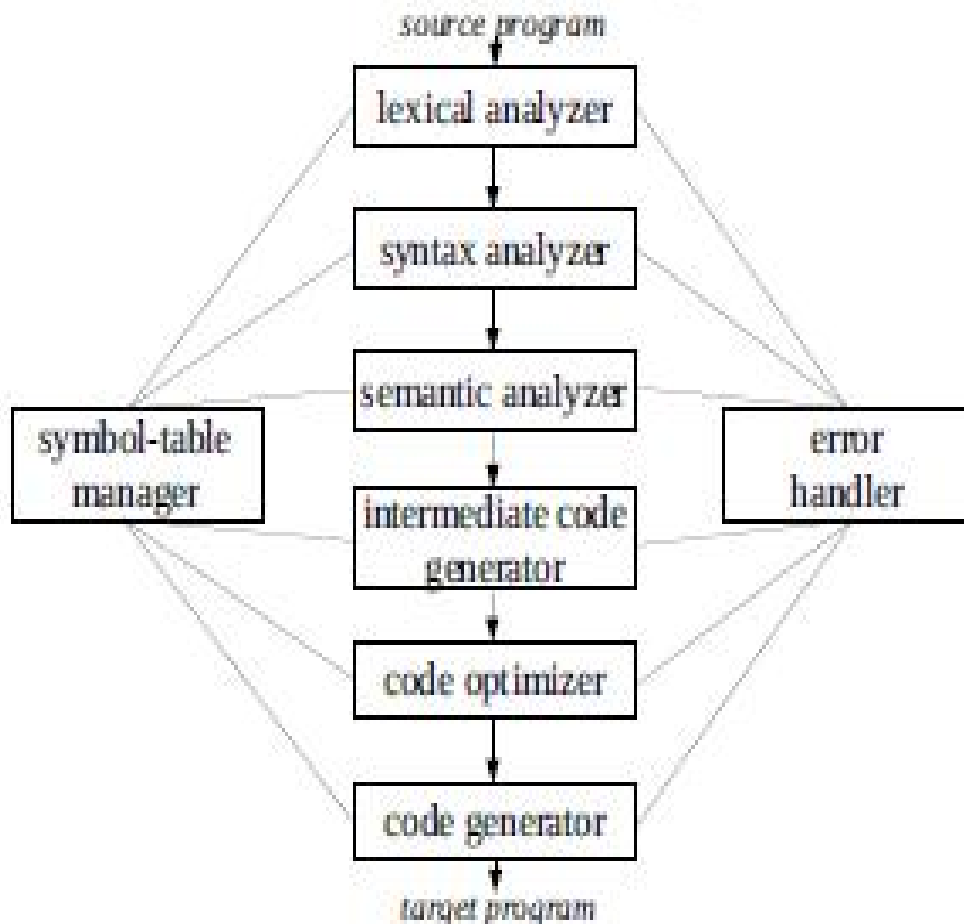 source program
lexical analyzer
syntax analyzer
semantic analyzer
symbol-table
manager
error
handler
intermediate code
generator
code optimizer
code generator
target program